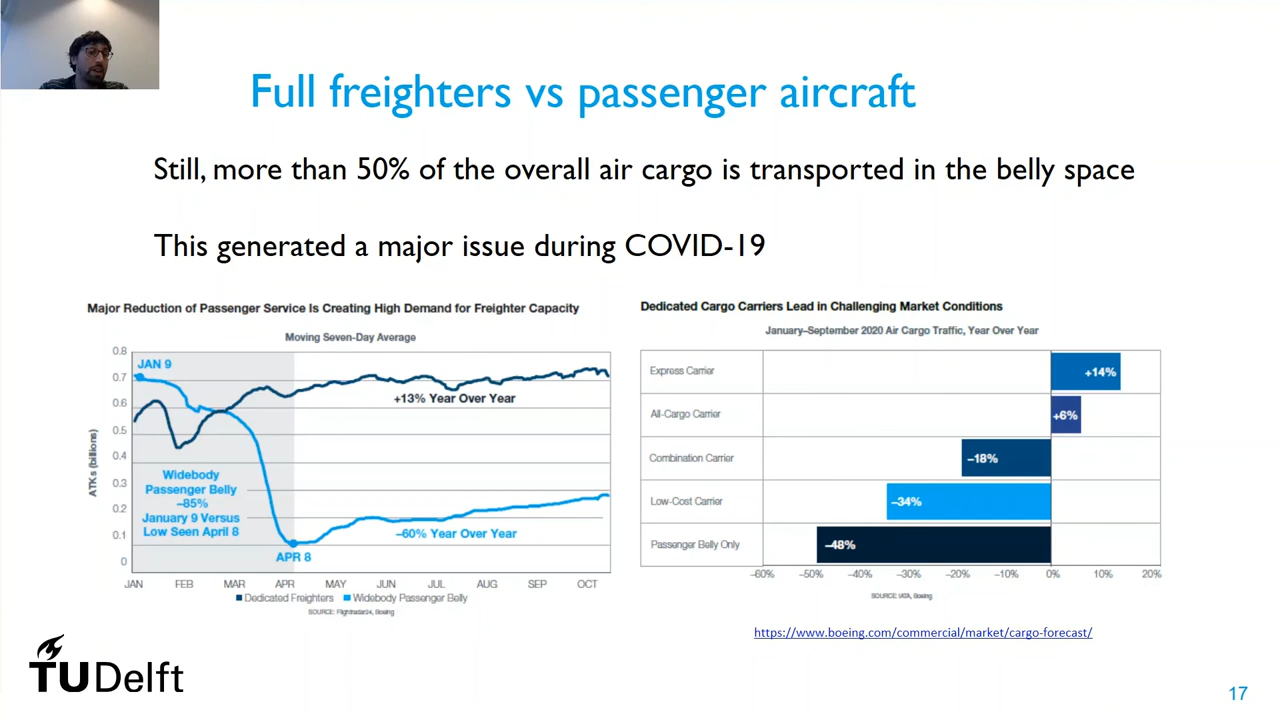 Full freighters vs passenger aircraft
Still, more than 50% of the overall air cargo is transported in the belly space
This generated a major issue during COVID-19
Major Reduction of Passenger Service Is Creating High Demand for Freighter Capacity
Moving Seven-Day Average
ATKs (billions)
0.8
0.7
0.6
0.5
0.4
0.3
0.2
0.1
0
JAN 9
+13% Year Over Year
Widebody
Passenger Belly
–85%
January 9 Versus
Low Seen April 8
–60% Year Over Year
APR 8
JAN FEB MAR APR MAY JUN JUL AUG SEP OCT
Dedicated Freighters Widebody Passenger Belly
SOURCE: Flightradar24, Boeing
Dedicated Cargo Carriers Lead in Challenging Market Conditions
January–September 2020 Air Cargo Traffic, Year Over Year
Express Carrier +14%
All-Cargo Carrier +6%
Combination Carrier –18%
Low-Cost Carrier –34%
Passenger Belly Only –48%
–60% –50% –40% –30% –20% –10% 0% 10% 20%
SOURCE: IATA, Boeing
https://www.boeing.com/commercial/market/cargo-forecast/
TU Delft
17